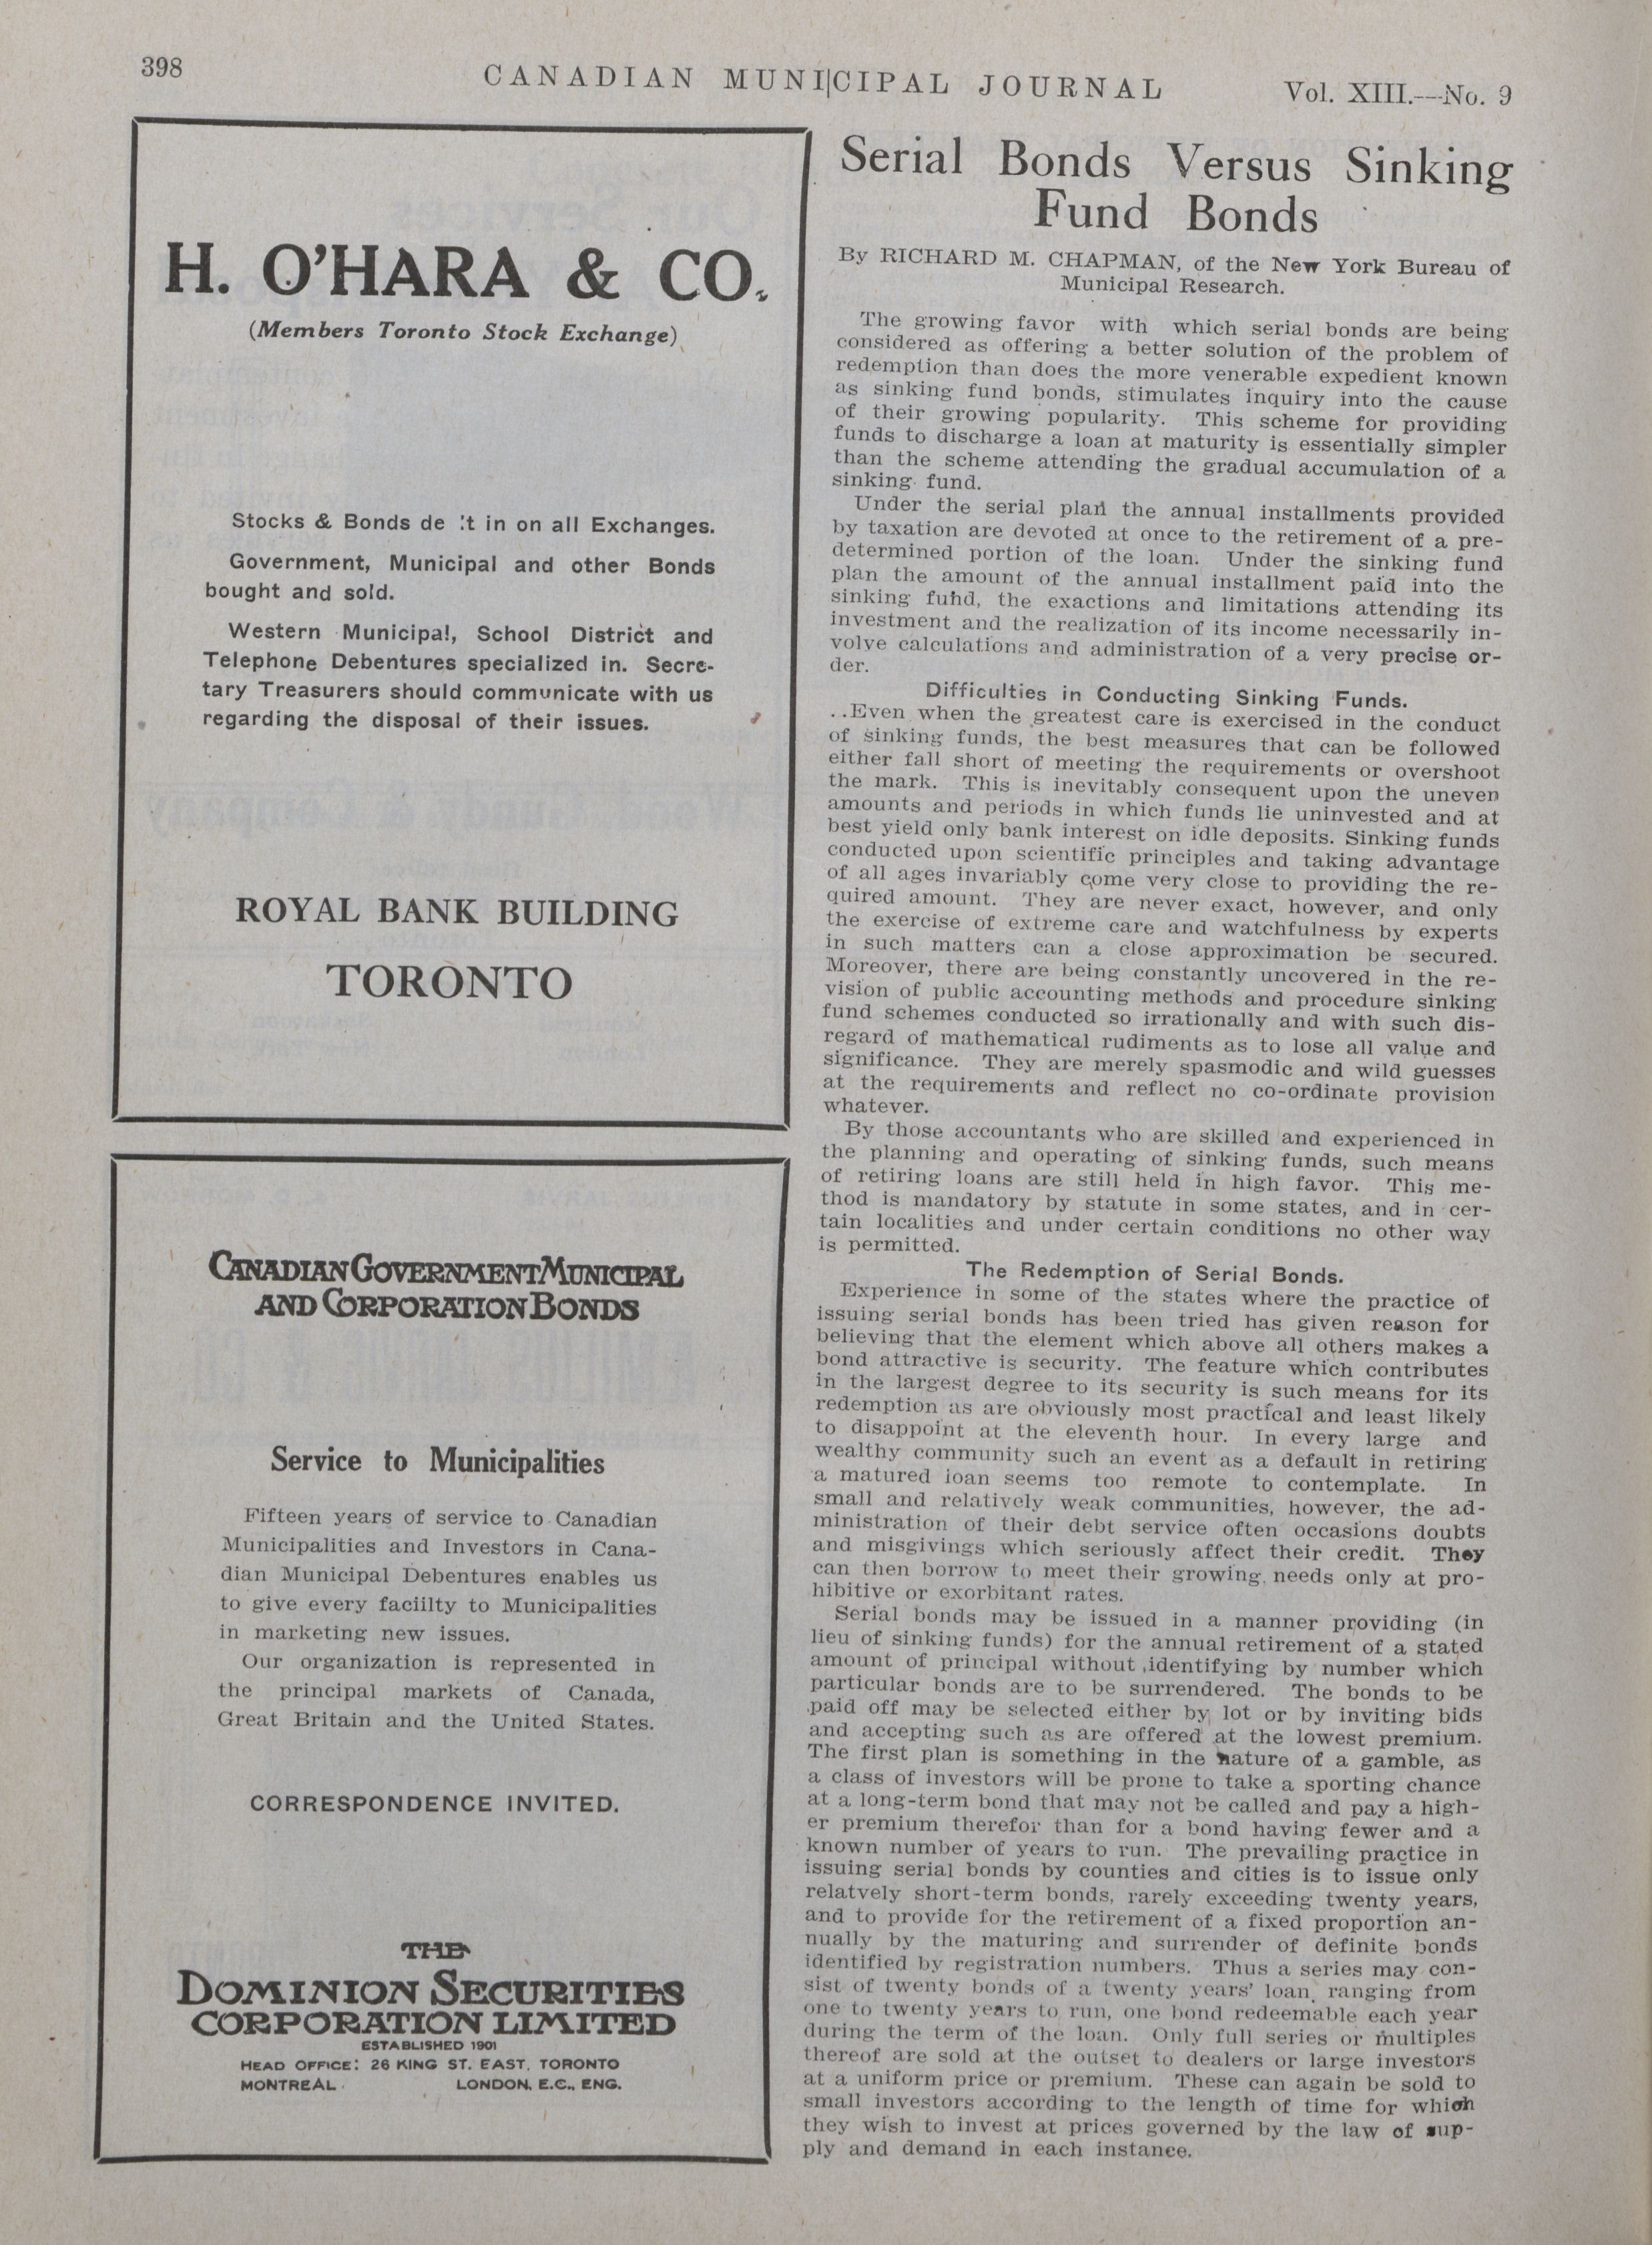 398
CANADIAN MUNICIPAL JOURNAL
Vol. XIII.—No. 9
H. O'HARA & CO.
(Members Toronto Stock Exchange)
Stocks & Bonds de :t in on all Exchanges.
Government, Municipal and other Bonds
bought and sold.
Western Municipal, School District and
Telephone Debentures specialized in. Secre-
tary Treasurers should communicate with us
regarding the disposal of their issues.
ROYAL BANK BUILDING
TORONTO
CANADIAN GOVERNMENT MUNICIPAL
AND CORPORATION BONDS
Service to Municipalities
Fifteen years of service to Canadian
Municipalities and Investors in Cana-
dian Municipal Debentures enables us
to give every faciilty to Municipalities
in marketing new issues.
Our organization is represented in
the principal markets of Canada,
Great Britain and the United States.
CORRESPONDENCE INVITED.
THE
DOMINION SECURITIES
CORPORATION LIMITED
ESTABLISHED 1901
HEAD OFFICE: 26 KING ST. EAST, TORONTO
MONTREAL LONDON, E.C., ENG.
Serial Bonds Versus Sinking
Fund Bonds
By RICHARD M. CHAPMAN, of the New York Bureau of
Municipal Research.
The growing favor with which serial bonds are being
considered as offering a better solution of the problem of
redemption than does the more venerable expedient known
as sinking fund bonds, stimulates inquiry into the cause
of their growing popularity. This scheme for providing
funds to discharge a loan at maturity is essentially simpler
than the scheme attending the gradual accumulation of a
sinking fund.
Under the serial plan the annual installments provided
by taxation are devoted at once to the retirement of a pre-
determined portion of the loan. Under the sinking fund
plan the amount of the annual installment paid into the
sinking fund, the exactions and limitations attending its
investment and the realization of its income necessarily in-
volve calculations and administration of a very precise or-
der.
Difficulties in Conducting Sinking Funds.
..Even when the greatest care is exercised in the conduct
of sinking funds, the best measures that can be followed
either fall short of meeting the requirements or overshoot
the mark. This is inevitably consequent upon the uneven
amounts and periods in which funds lie uninvested and at
best yield only bank interest on idle deposits. Sinking funds
conducted upon scientific principles and taking advantage
of all ages invariably come very close to providing the re-
quired amount. They are never exact, however, and only
the exercise of extreme care and watchfulness by experts
in such matters can a close approximation be secured.
Moreover, there are being constantly uncovered in the re-
vision of public accounting methods and procedure sinking
fund schemes conducted so irrationally and with such dis-
regard of mathematical rudiments as to lose all value and
significance. They are merely spasmodic and wild guesses
at the requirements and reflect no co-ordinate provision
whatever.
By those accountants who are skilled and experienced in
the planning and operating of sinking funds, such means
of retiring loans are still held in high favor. This me-
thod is mandatory by statute in some states, and in cer-
tain localities and under certain conditions no other way
is permitted.
The Redemption of Serial Bonds.
Experience in some of the states where the practice of
issuing serial bonds has been tried has given reason for
believing that the element which above all others makes a
bond attractive is security. The feature which contributes
in the largest degree to its security is such means for its
redemption as are obviously most practical and least likely
to disappoint at the eleventh hour. In every large and
wealthy community such an event as a default in retiring
a matured loan seems too remote to contemplate. In
small and relatively weak communities, however, the ad-
ministration of their debt service often occasions doubts
and misgivings which seriously affect their credit. They
can then borrow to meet their growing needs only at pro-
hibitive or exorbitant rates.
Serial bonds may be issued in a manner providing (in
lieu of sinking funds) for the annual retirement of a stated
amount of principal without identifying by number which
particular bonds are to be surrendered. The bonds to be
paid off may be selected either by lot or by inviting bids
and accepting such as are offered at the lowest premium.
The first plan is something in the nature of a gamble, as
a class of investors will be prone to take a sporting chance
at a long-term bond that may not be called and pay a high-
er premium therefor than for a bond having fewer and a
known number of years to run. The prevailing practice in
issuing serial bonds by counties and cities is to issue only
relatvely short-term bonds, rarely exceeding twenty years,
and to provide for the retirement of a fixed proportion an-
nually by the maturing and surrender of definite bonds
identified by registration numbers. Thus a series may con-
sist of twenty bonds of a twenty years' loan, ranging from
one to twenty years to run, one bond redeemable each year
during the term of the loan. Only full series or multiples
thereof are sold at the outset to dealers or large investors
at a uniform price or premium. These can again be sold to
small investors according to the length of time for which
they wish to invest at prices governed by the law of sup-
ply and demand in each instance.